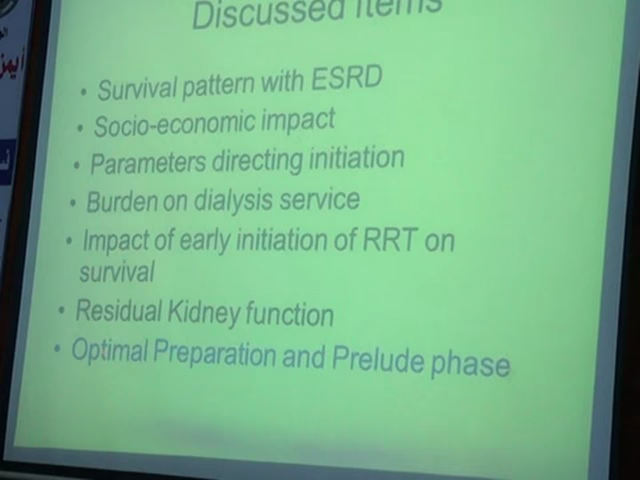 Discussed Items
• Survival pattern with ESRD
• Socio-economic impact
• Parameters directing initiation
• Burden on dialysis service
• Impact of early initiation of RRT on
survival
• Residual Kidney function
• Optimal Preparation and Prelude phase